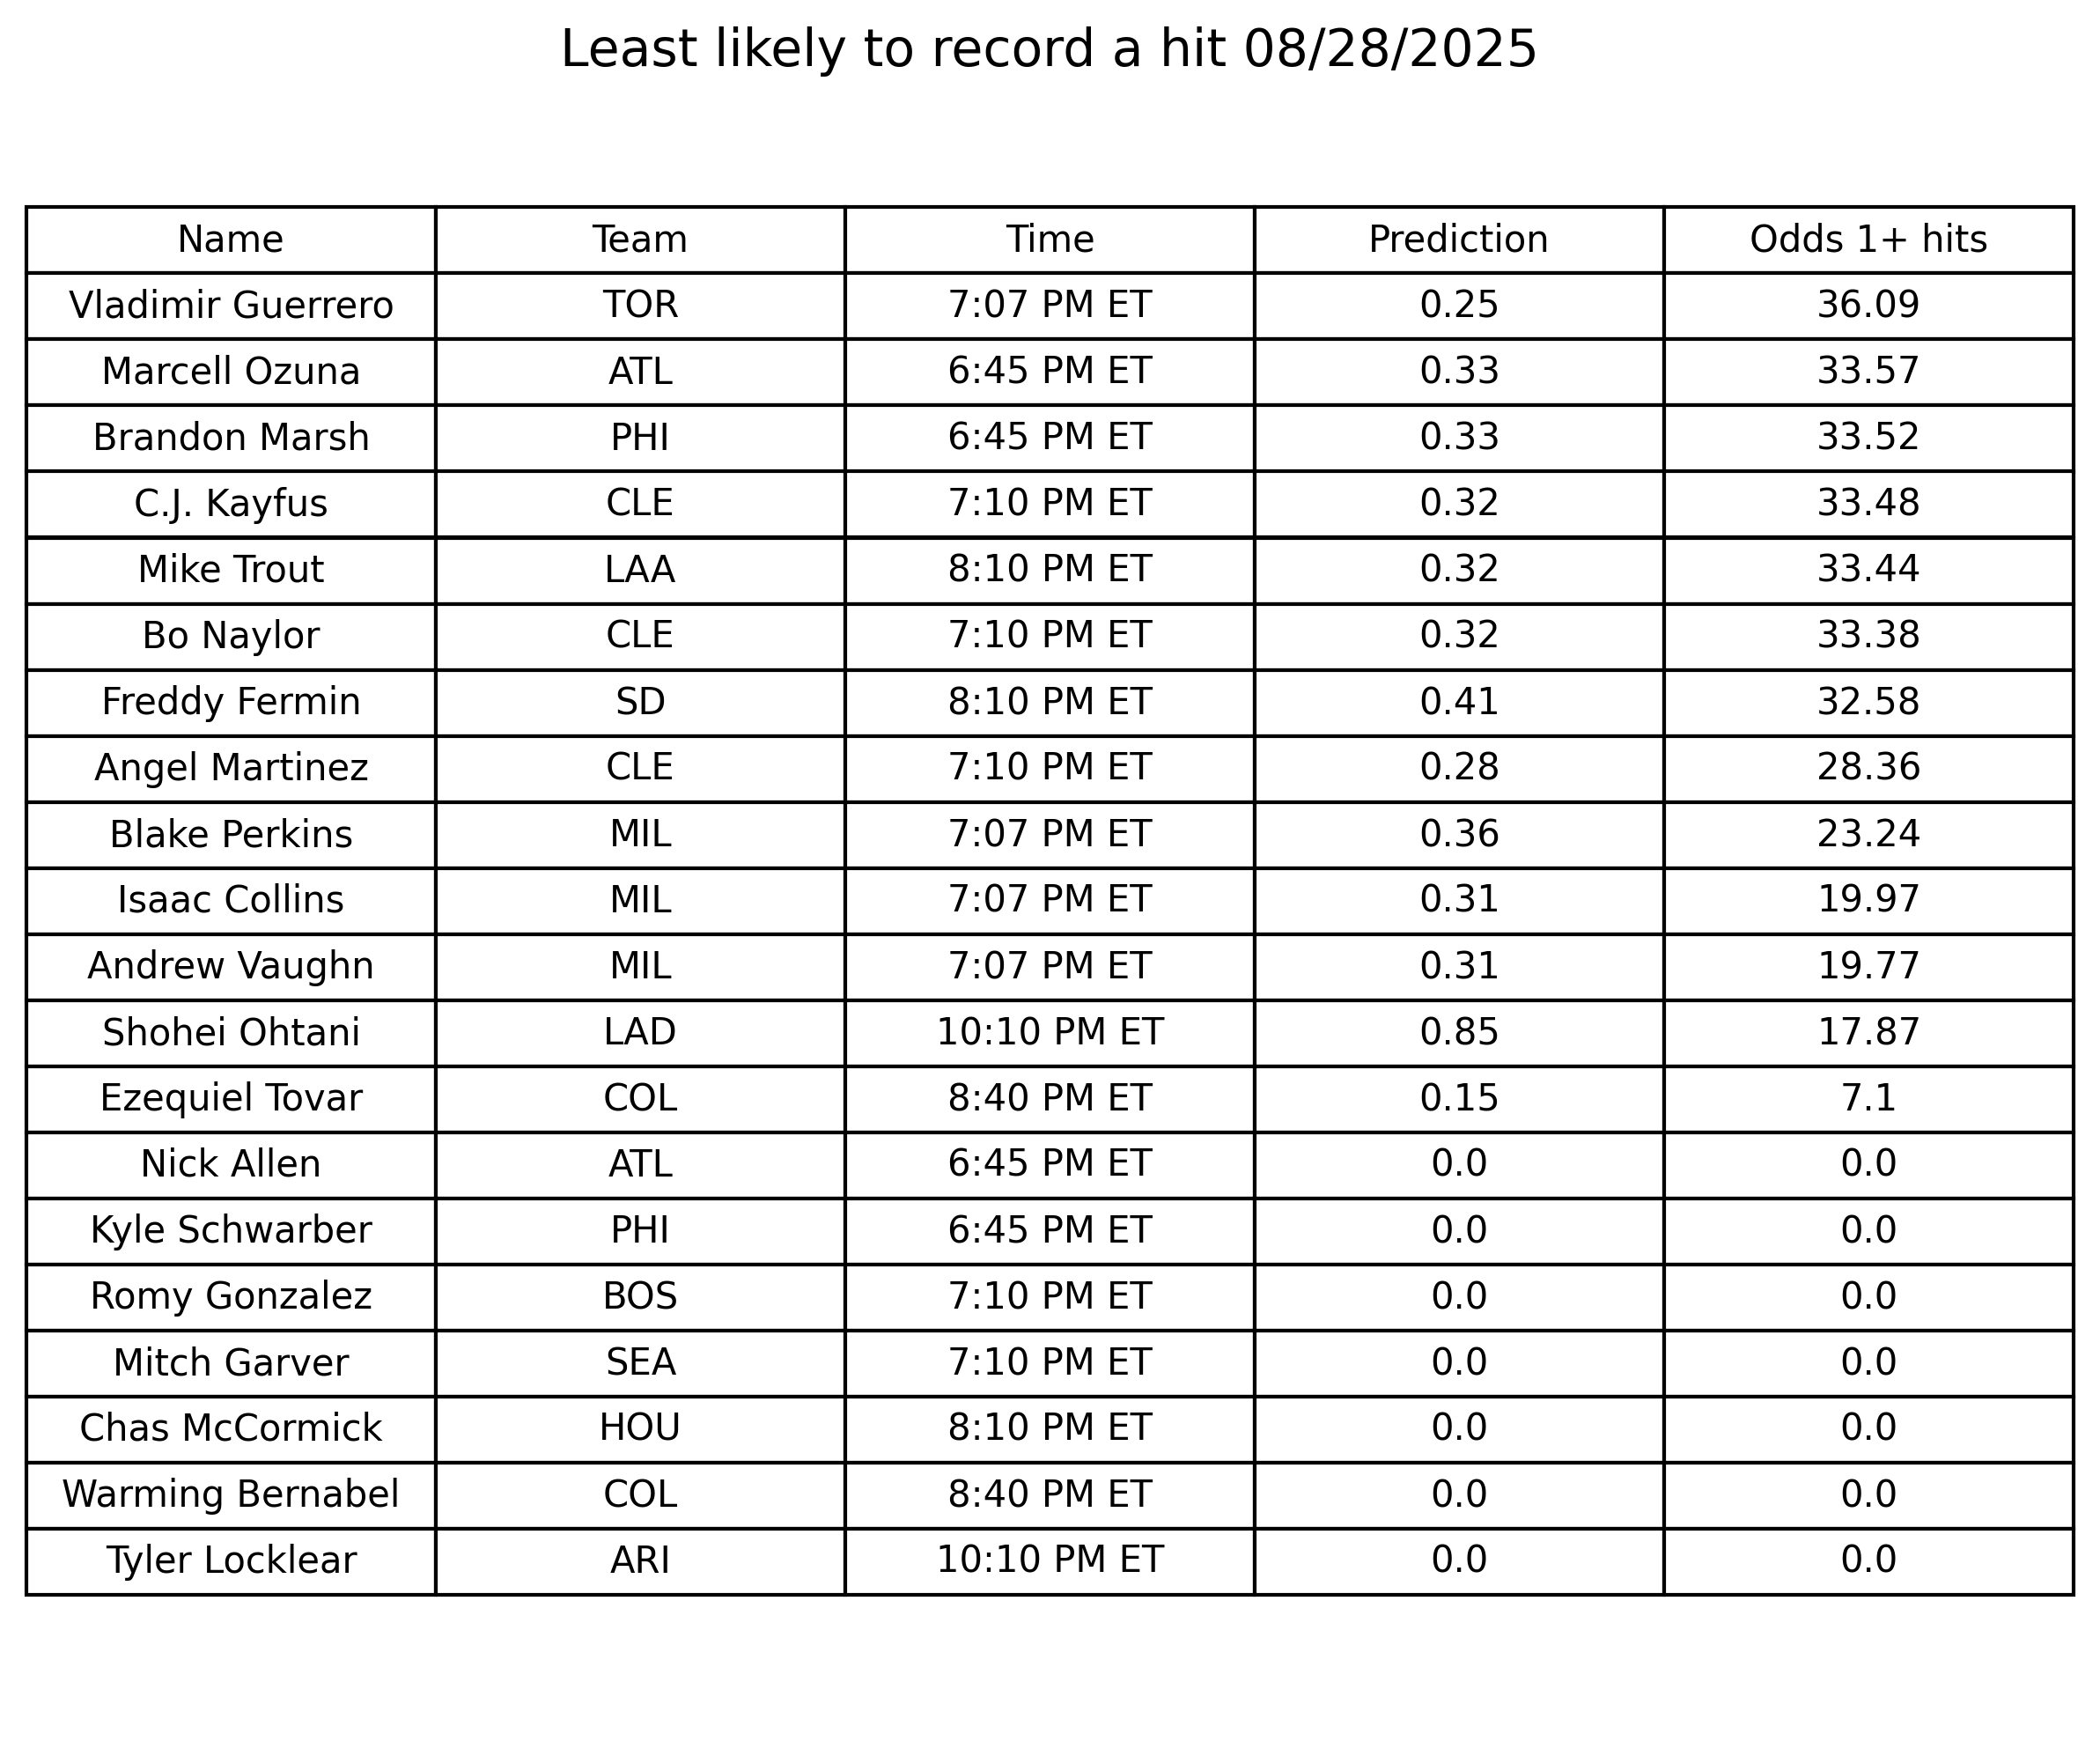 Least likely to record a hit 08/28/2025
Name Team Time Prediction Odds 1+ hits
Vladimir Guerrero TOR 7:07 PM ET 0.25 36.09
Marcell Ozuna ATL 6:45 PM ET 0.33 33.57
Brandon Marsh PHI 6:45 PM ET 0.33 33.52
C.J. Kayfus CLE 7:10 PM ET 0.32 33.48
Mike Trout LAA 8:10 PM ET 0.32 33.44
Bo Naylor CLE 7:10 PM ET 0.32 33.38
Freddy Fermin SD 8:10 PM ET 0.41 32.58
Angel Martinez CLE 7:10 PM ET 0.28 28.36
Blake Perkins MIL 7:07 PM ET 0.36 23.24
Isaac Collins MIL 7:07 PM ET 0.31 19.97
Andrew Vaughn MIL 7:07 PM ET 0.31 19.77
Shohei Ohtani LAD 10:10 PM ET 0.85 17.87
Ezequiel Tovar COL 8:40 PM ET 0.15 7.1
Nick Allen ATL 6:45 PM ET 0.0 0.0
Kyle Schwarber PHI 6:45 PM ET 0.0 0.0
Romy Gonzalez BOS 7:10 PM ET 0.0 0.0
Mitch Garver SEA 7:10 PM ET 0.0 0.0
Chas McCormick HOU 8:10 PM ET 0.0 0.0
Warming Bernabel COL 8:40 PM ET 0.0 0.0
Tyler Locklear ARI 10:10 PM ET 0.0 0.0